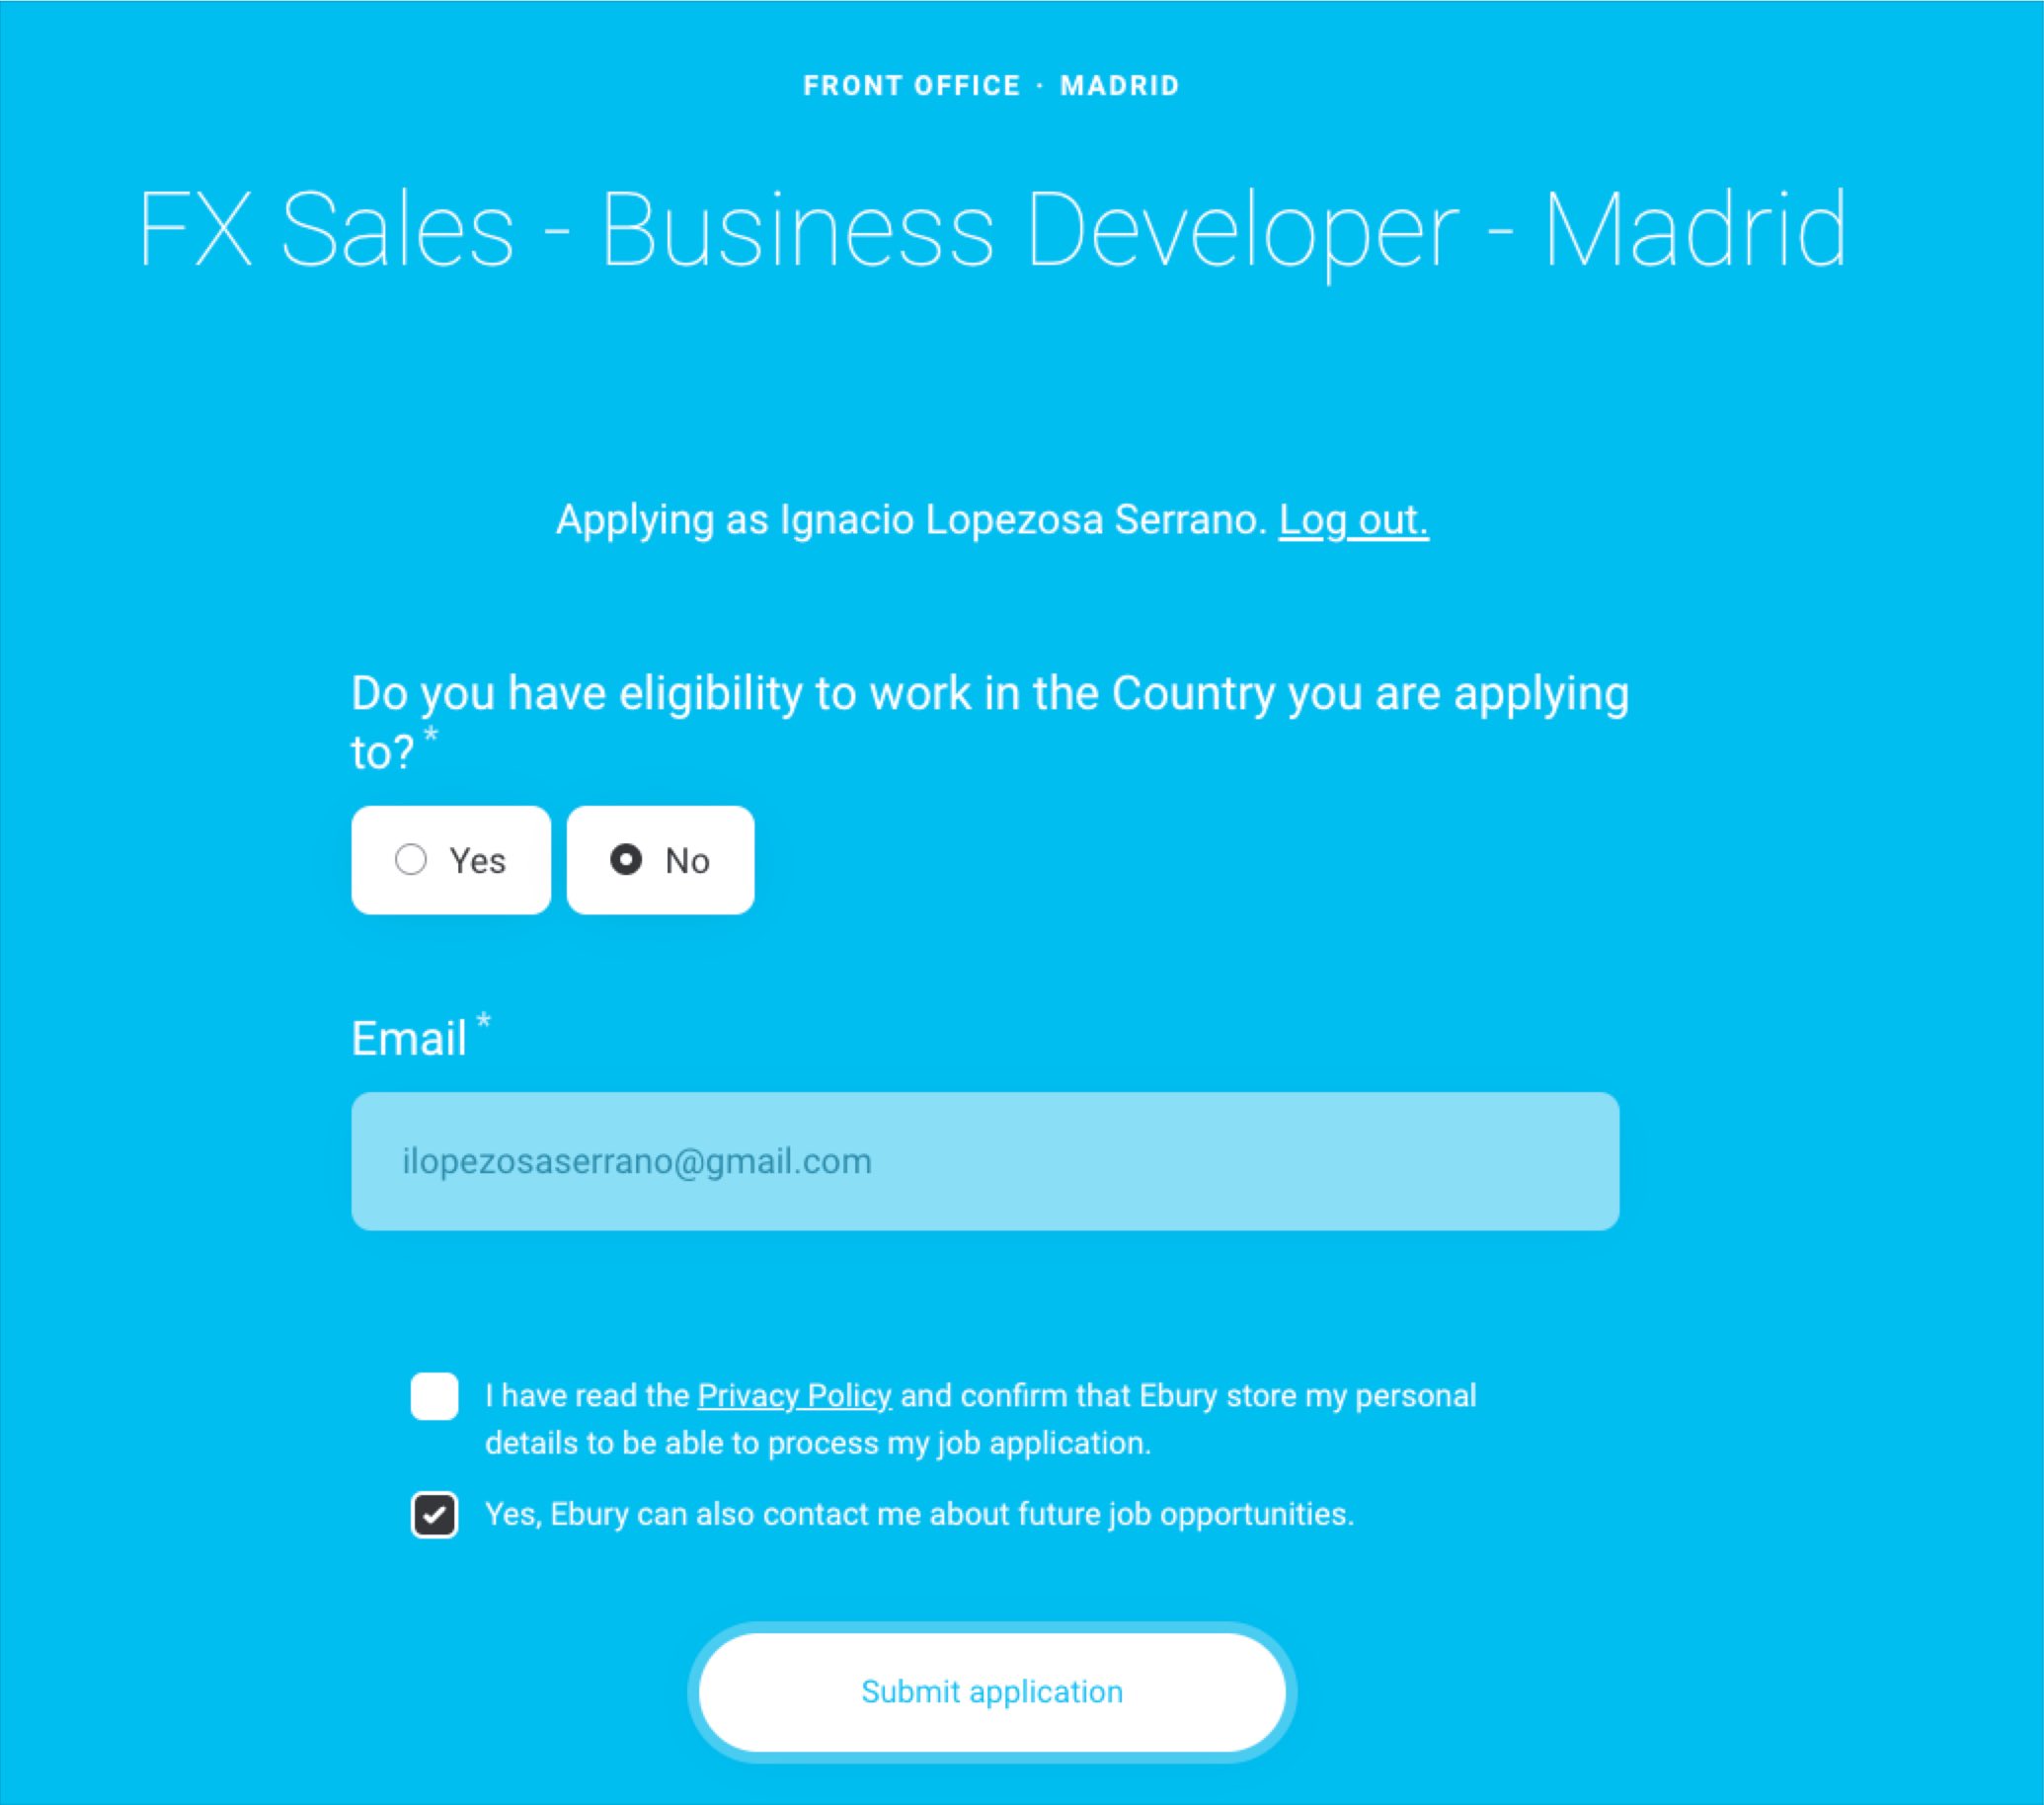 FRONT OFFICE · MADRID
FX Sales - Business Developer - Madrid
Applying as Ignacio Lopezosa Serrano. Log out.
Do you have eligibility to work in the Country you are applying
to? *
Yes No
Email *
ilopezosaserrano@gmail.com
I have read the Privacy Policy and confirm that Ebury store my personal
details to be able to process my job application.
Yes, Ebury can also contact me about future job opportunities.
Submit application